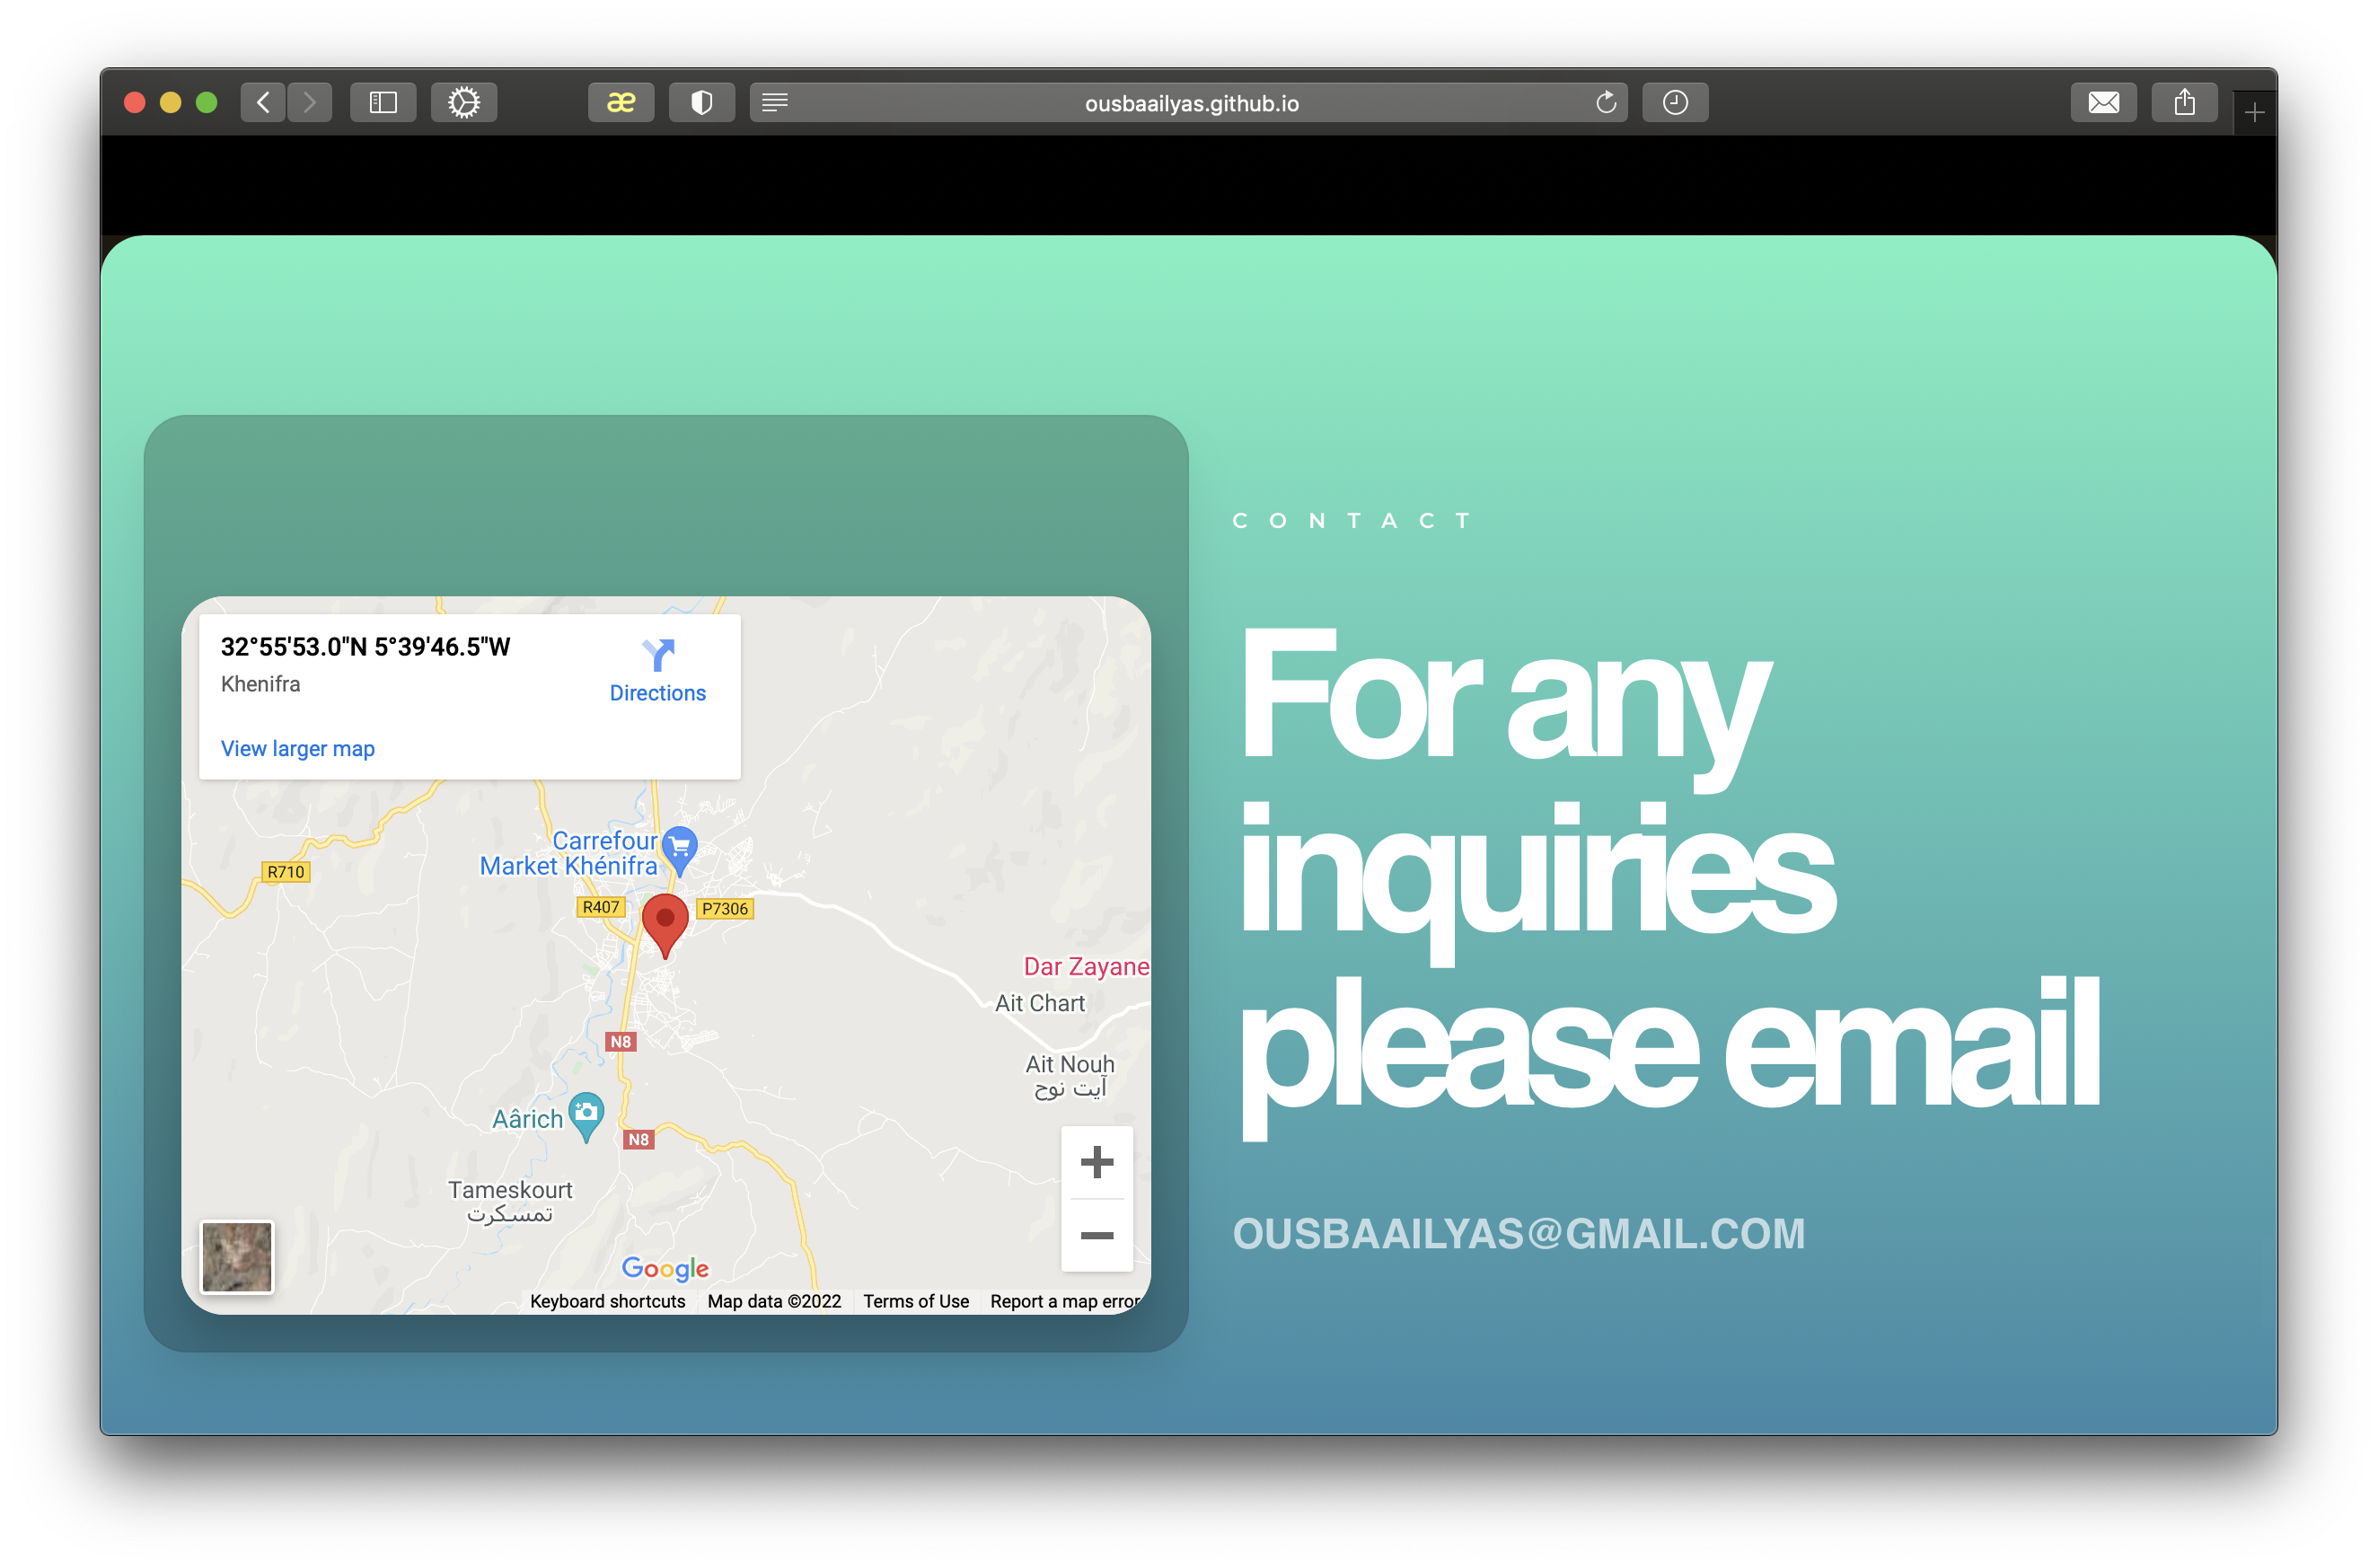 æ
ousbaailyas.github.io
32°55'53.0"N 5°39'46.5"W
Khenifra
Directions
View larger map
Carrefour
Market Khénifra
R710
R407
P7306
Dar Zayane
Ait Chart
N8
Ait Nouh
آيت نوح
Aârich
N8
Tameskourt
تمسكرت
Google
Keyboard shortcuts
Map data ©2022
Terms of Use
Report a map error
CONTACT
For any
inquiries
please email
OUSBAAILYAS@GMAIL.COM